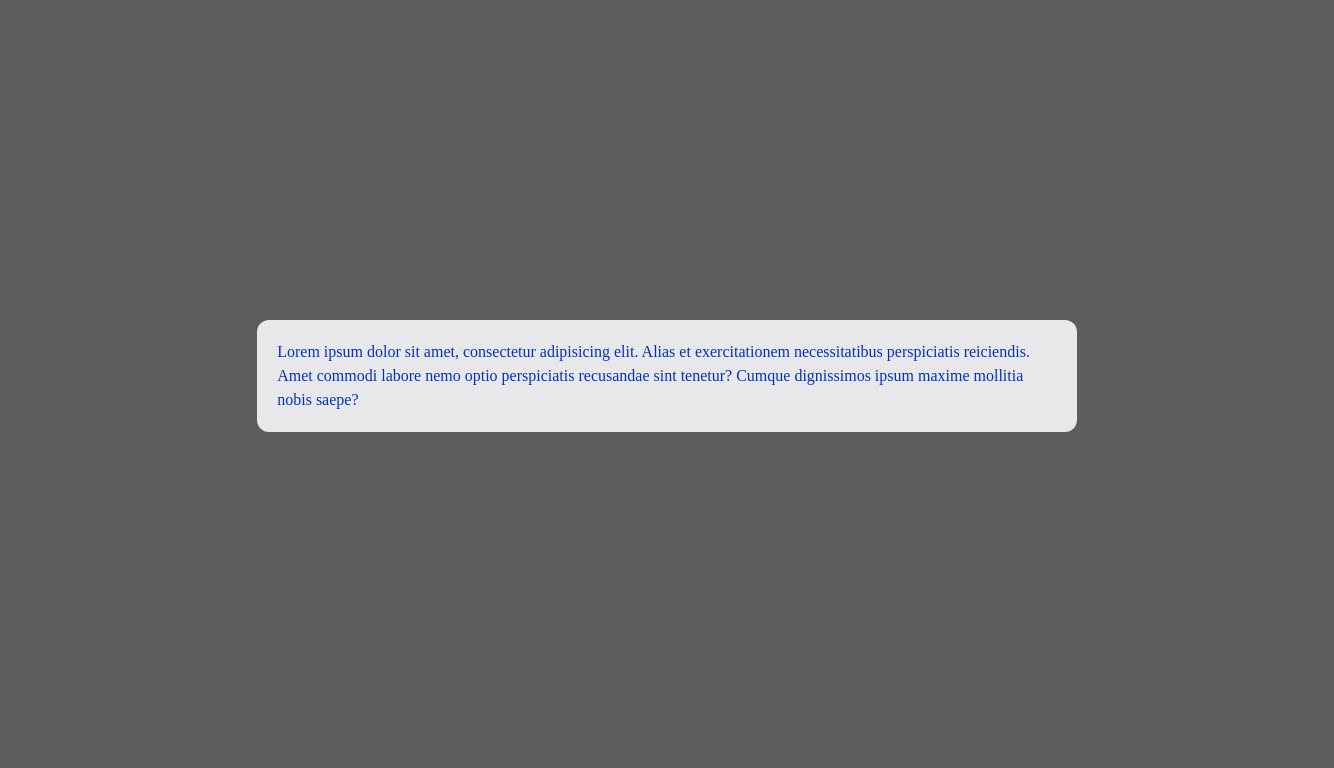 Lorem ipsum dolor sit amet, consectetur adipisicing elit. Alias et exercitationem necessitatibus perspiciatis reiciendis.
Amet commodi labore nemo optio perspiciatis recusandae sint tenetur? Cumque dignissimos ipsum maxime mollitia
nobis saepe?